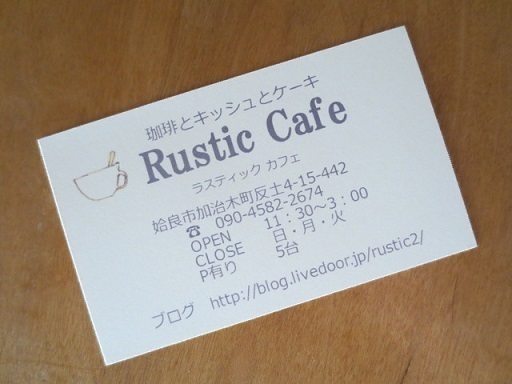 珈琲とキッシュとケーキ
Rustic Cafe
ラスティック カフェ
姶良市加治木町反土4-15-442
☎ 090-4582-2674
OPEN 11：30～3：00
CLOSE 日・月・火
P有り 5台
ブログ http://blog.livedoor.jp/rustic2/